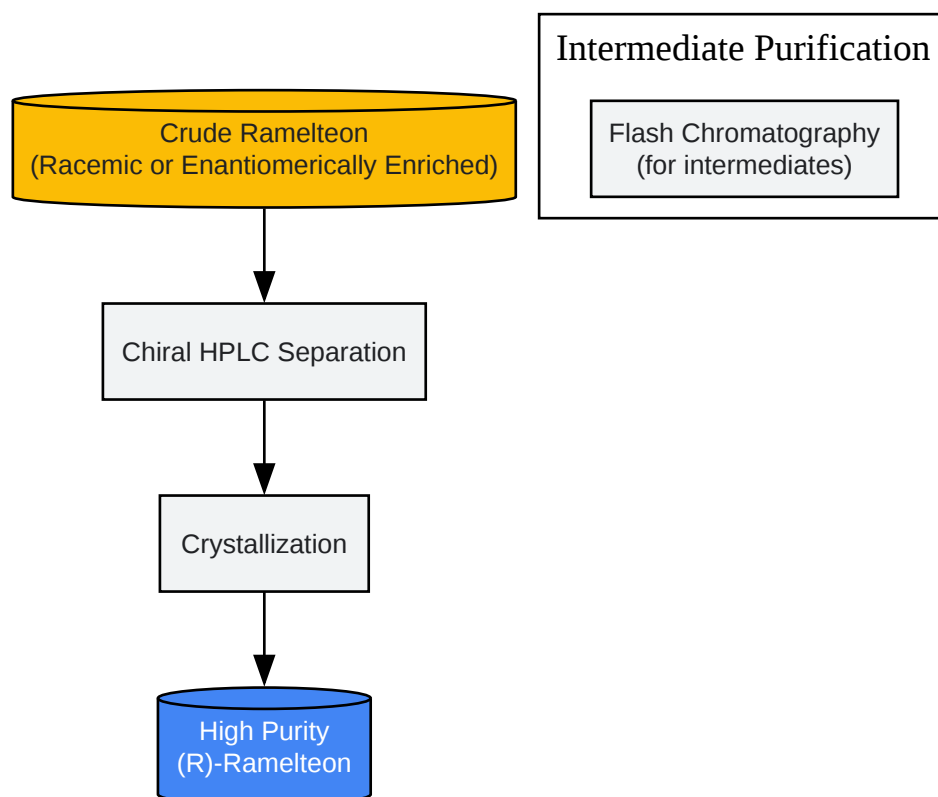 Intermediate Purification
Crude Ramelteon
(Racemic or Enantiomerically Enriched)
Flash Chromatography
(for intermediates)
Chiral HPLC Separation
Crystallization
High Purity
(R)-Ramelteon